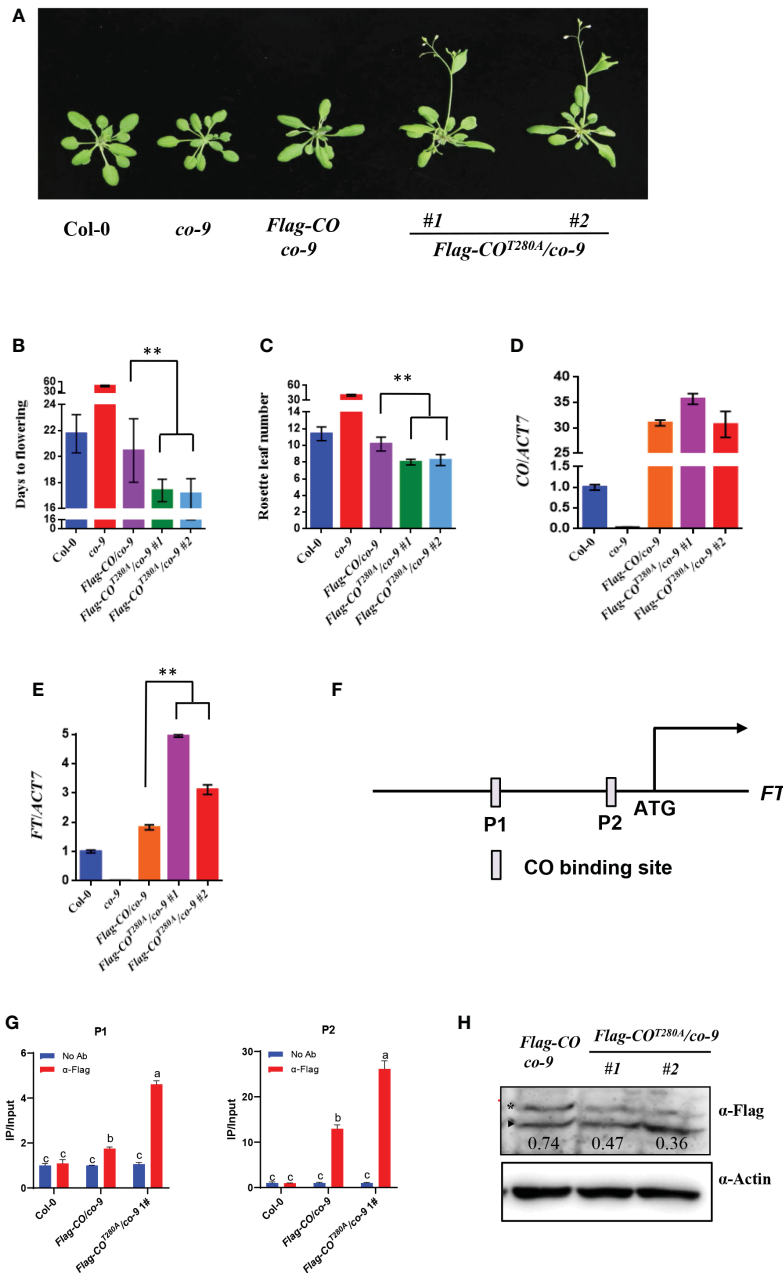 A
Col-0
co-9
Flag-CO
co-9
#1
#2
Flag-CO^T280A/co-9
B
Days to flowering
60
30
24
22
20
18
16
16
0
**
Col-0
co-9
Flag-CO/co-9
Flag-CO^T280A/co-9 #1
Flag-CO^T280A/co-9 #2
C
Rosette leaf number
60
30
14
12
10
8
6
4
2
0
**
Col-0
co-9
Flag-CO/co-9
Flag-CO^T280A/co-9 #1
Flag-CO^T280A/co-9 #2
D
CO/ACT7
40
35
30
25
1.5
1.0
0.5
0.0
Col-0
co-9
Flag-CO/co-9
Flag-CO^T280A/co-9 #1
Flag-CO^T280A/co-9 #2
E
FT/ACT7
5
4
3
2
1
0
**
Col-0
co-9
Flag-CO/co-9
Flag-CO^T280A/co-9 #1
Flag-CO^T280A/co-9 #2
F
P1
P2
ATG
FT
CO binding site
G
P1
No Ab
α-Flag
IP/Input
6
4
2
0
c c c b c a
Col-0
Flag-CO/co-9
Flag-CO^T280A/co-9 1#
P2
No Ab
α-Flag
IP/Input
30
20
10
0
c c c b c a
Col-0
Flag-CO/co-9
Flag-CO^T280A/co-9 1#
H
Flag-CO
co-9
Flag-CO^T280A/co-9
#1
#2
*
0.74 0.47 0.36
α-Flag
α-Actin